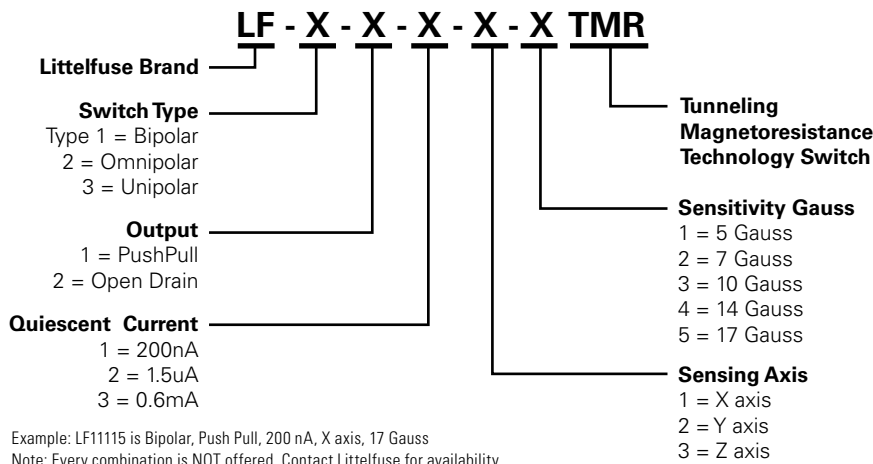 LF - X - X - X - X - X TMR
Littelfuse Brand
Switch Type
Type 1 = Bipolar
2 = Omnipolar
3 = Unipolar
Output
1 = PushPull
2 = Open Drain
Quiescent Current
1 = 200nA
2 = 1.5uA
3 = 0.6mA
Tunneling
Magnetoresistance
Technology Switch
Sensitivity Gauss
1 = 5 Gauss
2 = 7 Gauss
3 = 10 Gauss
4 = 14 Gauss
5 = 17 Gauss
Sensing Axis
1 = X axis
2 = Y axis
3 = Z axis
Example: LF11115 is Bipolar, Push Pull, 200 nA, X axis, 17 Gauss
Note: Every combination is NOT offered. Contact Littelfuse for availability